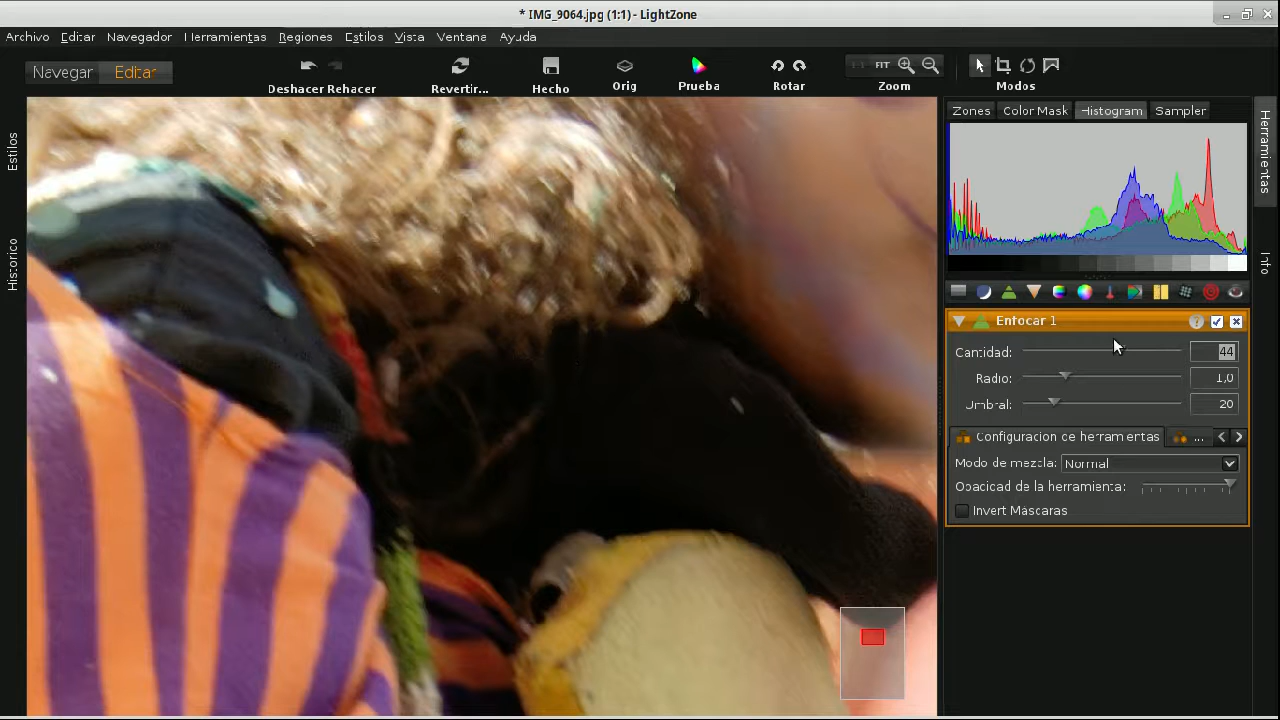 * IMG_9064.jpg (1:1) - LightZone
Archivo Editar Navegador Herramientas Regiones Estilos Vista Ventana Ayuda
Navegar Editar
Deshacer Rehacer Revertir... Hecho Orig Prueba Rotar FIT Zoom Modos
Zones Color Mask Histogram Sampler
Estilos
Historico
Herramientas
Info
Enfocar 1 ?
Cantidad: 44
Radio: 1,0
Umbral: 20
Configuracion de herramientas ...
Modo de mezcla: Normal
Opacidad de la herramienta:
Invert Mascaras